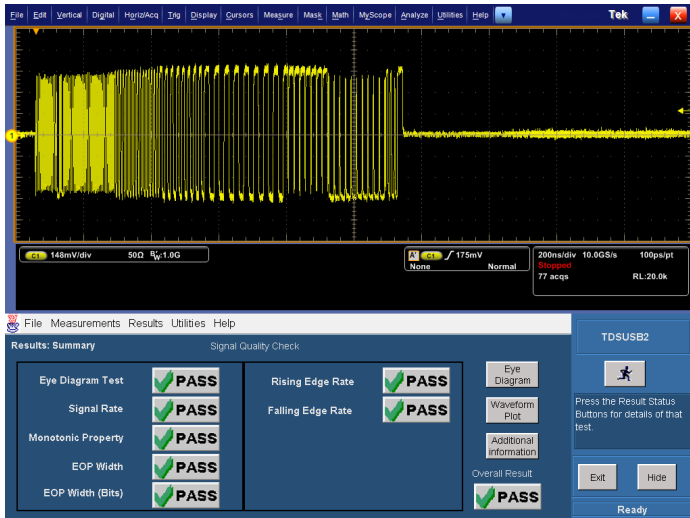 File Edit Vertical Digital Horiz/Acq Trig Display Cursors Measure Mask Math MyScope Analyze Utilities Help Tek X
1
C1 148mV/div 50Ω BW:1.0G
A' C1 175mV
None Normal
200ns/div 10.0GS/s 100ps/pt
Stopped
77 acqs RL:20.0k
File Measurements Results Utilities Help
Results: Summary Signal Quality Check
Eye Diagram Test PASS
Signal Rate PASS
Monotonic Property PASS
EOP Width PASS
EOP Width (Bits) PASS
Rising Edge Rate PASS
Falling Edge Rate PASS
Eye
Diagram
Waveform
Plot
Additional
information
Overall Result
PASS
TDSUSB2
Press the Result Status
Buttons for details of that
test.
Exit Hide
Ready